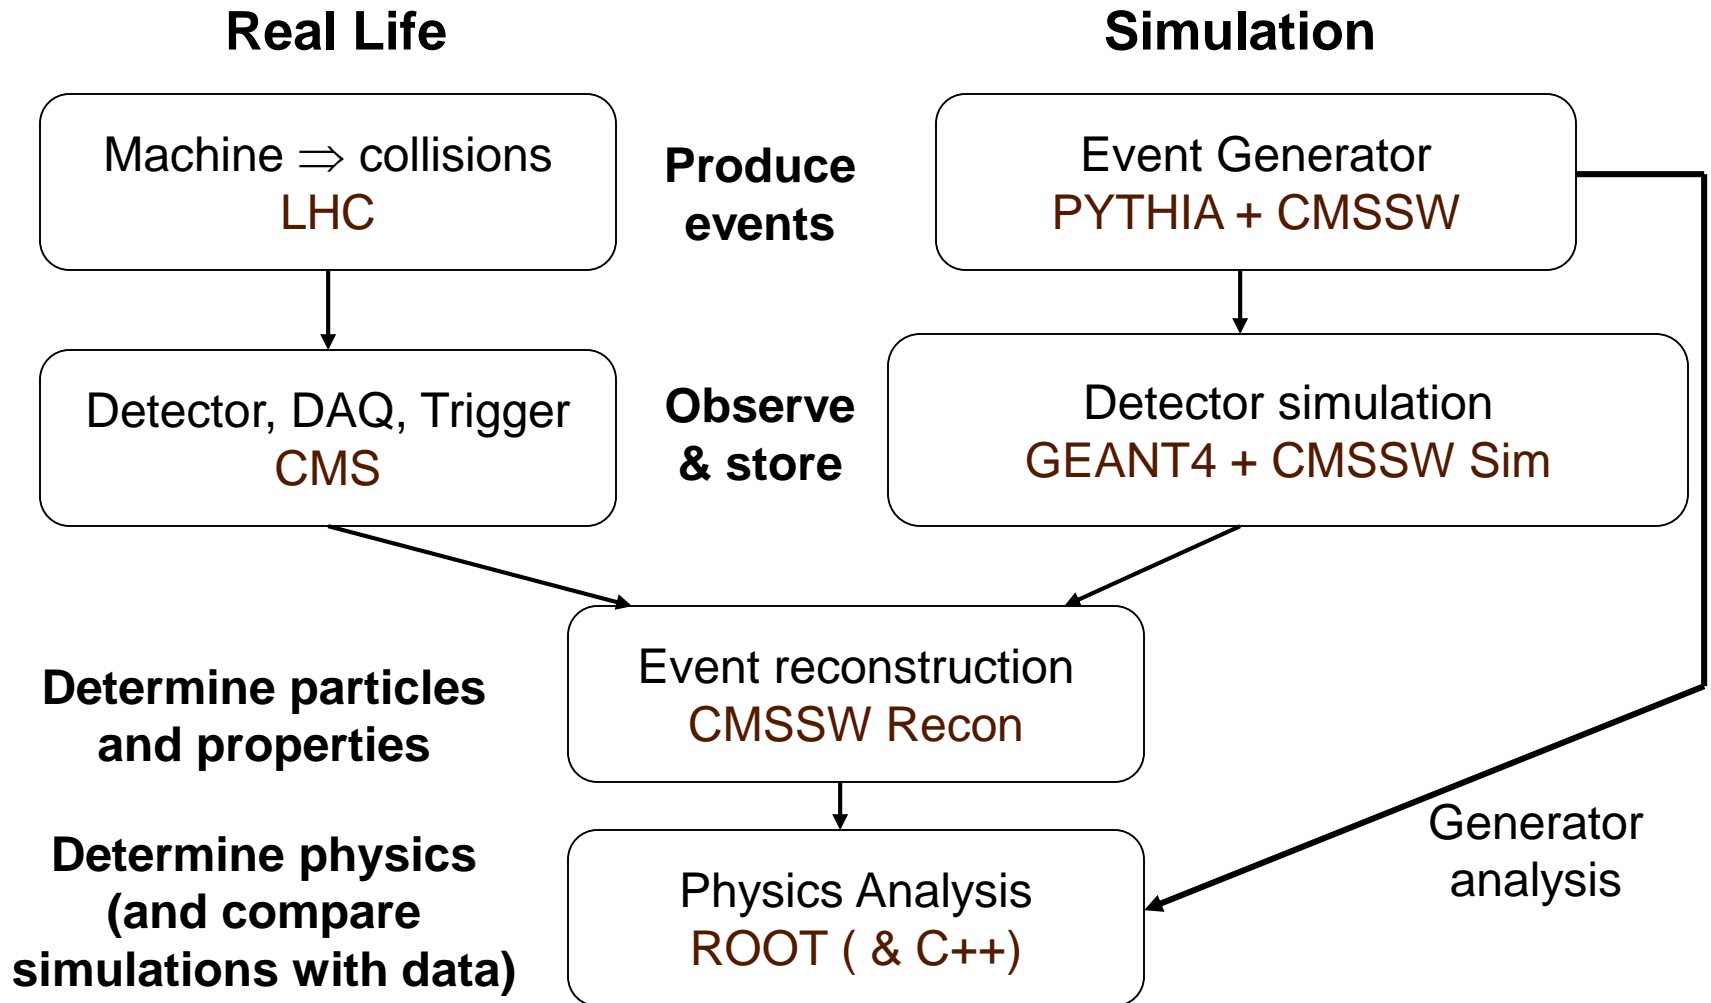 Real Life
Simulation
Machine ⇒ collisions
LHC
Produce
events
Event Generator
PYTHIA + CMSSW
Detector, DAQ, Trigger
CMS
Observe
& store
Detector simulation
GEANT4 + CMSSW Sim
Determine particles
and properties
Event reconstruction
CMSSW Recon
Generator
analysis
Determine physics
(and compare
simulations with data)
Physics Analysis
ROOT ( & C++)